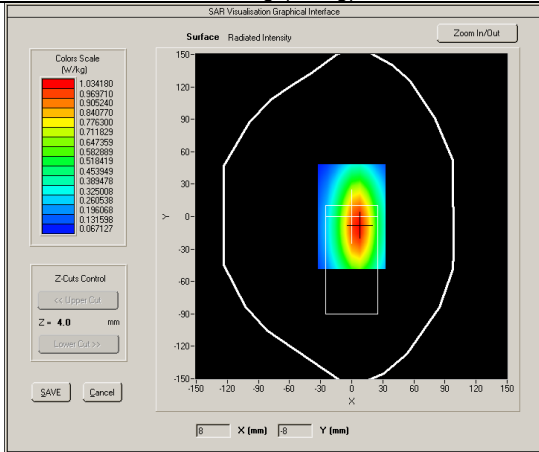 SAR Visualisation Graphical Interface
Surface Radiated Intensity
Zoom In/Out
Colors Scale
(W/kg)
1.034180
0.969710
0.905240
0.840770
0.776300
0.711829
0.647359
0.582889
0.518419
0.453949
0.389478
0.325008
0.260538
0.196068
0.131598
0.067127
Z-Cuts Control
<< Upper Cut
Z = 4.0 mm
Lower Cut >>
SAVE Cancel
150
120
90
60
30
0
-30
-60
-90
-120
-150
Y
-150 -120 -90 -60 -30 0 30 60 90 120 150
X
8 X (mm) -8 Y (mm)